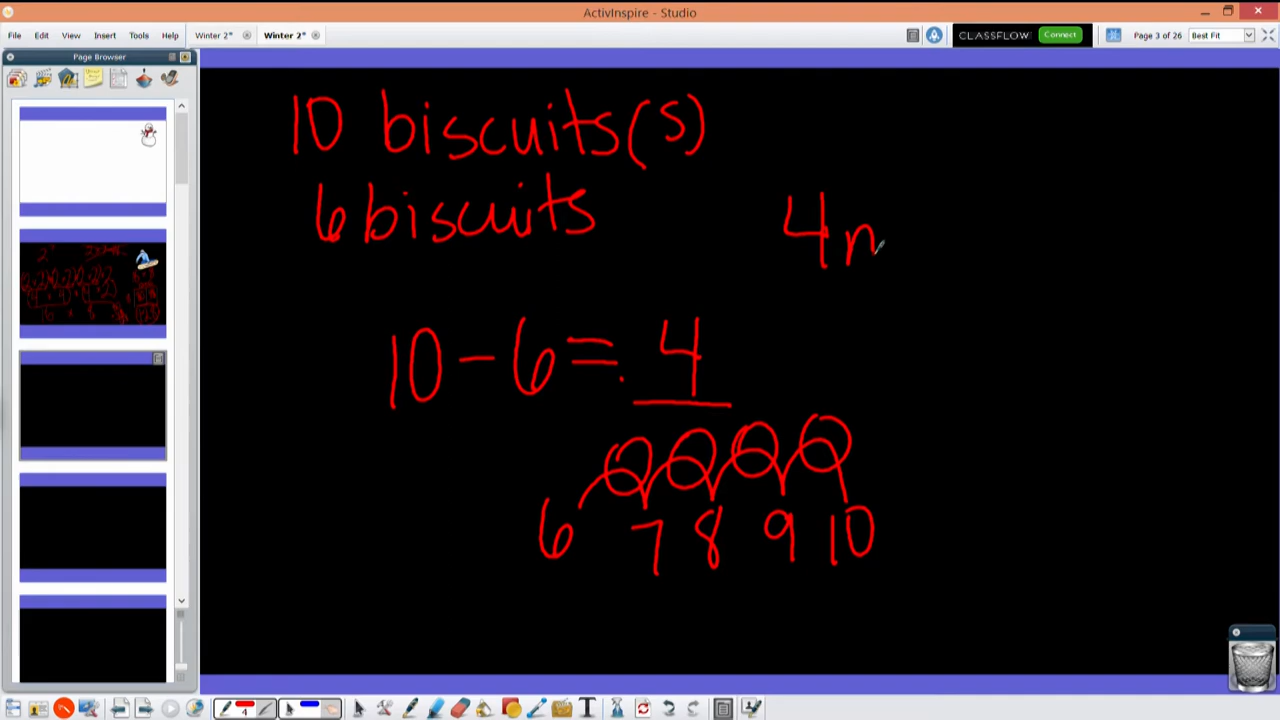 ActivInspire - Studio
File Edit View Insert Tools Help
Winter 2* Winter 2*
CLASSFLOW Connect
Page 3 of 26 Best Fit
Page Browser
10 biscuits(s)
6 biscuits
4 n
10 - 6 = 4
6 7 8 9 10
4
T